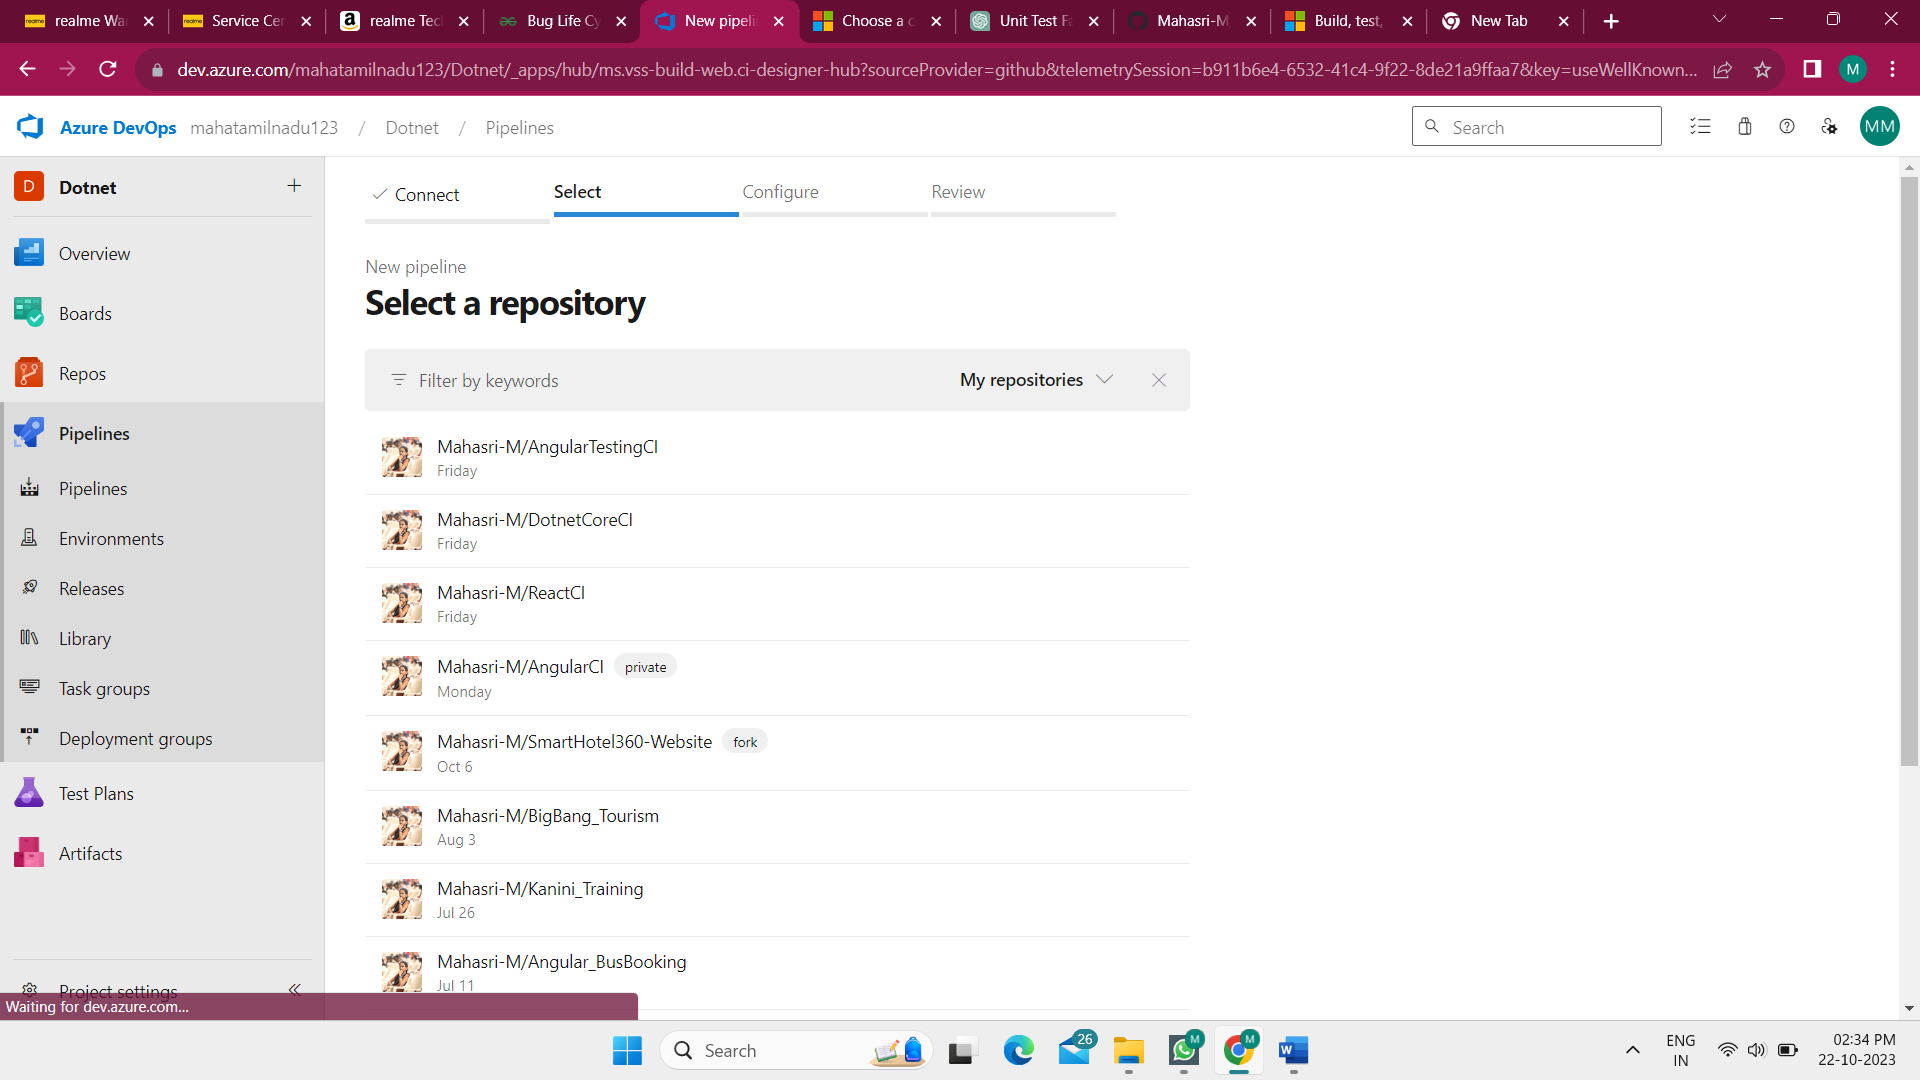 realme Wa
Service Cer
realme Tec
Bug Life Cy
New pipeli
Choose a c
Unit Test Fa
Mahasri-M
Build, test,
New Tab
dev.azure.com/mahatamilnadu123/Dotnet/_apps/hub/ms.vss-build-web.ci-designer-hub?sourceProvider=github&telemetrySession=b911b6e4-6532-41c4-9f22-8de21a9ffaa7&key=useWellKnown...
M
Azure DevOps
mahatamilnadu123 / Dotnet / Pipelines
Search
MM
D
Dotnet
Overview
Boards
Repos
Pipelines
Pipelines
Environments
Releases
Library
Task groups
Deployment groups
Test Plans
Artifacts
Project settings
Waiting for dev.azure.com...
Connect
Select
Configure
Review
New pipeline
Select a repository
Filter by keywords
My repositories
Mahasri-M/AngularTestingCI
Friday
Mahasri-M/DotnetCoreCI
Friday
Mahasri-M/ReactCI
Friday
Mahasri-M/AngularCI private
Monday
Mahasri-M/SmartHotel360-Website fork
Oct 6
Mahasri-M/BigBang_Tourism
Aug 3
Mahasri-M/Kanini_Training
Jul 26
Mahasri-M/Angular_BusBooking
Jul 11
Search
26
M
M
ENG
IN
02:34 PM
22-10-2023